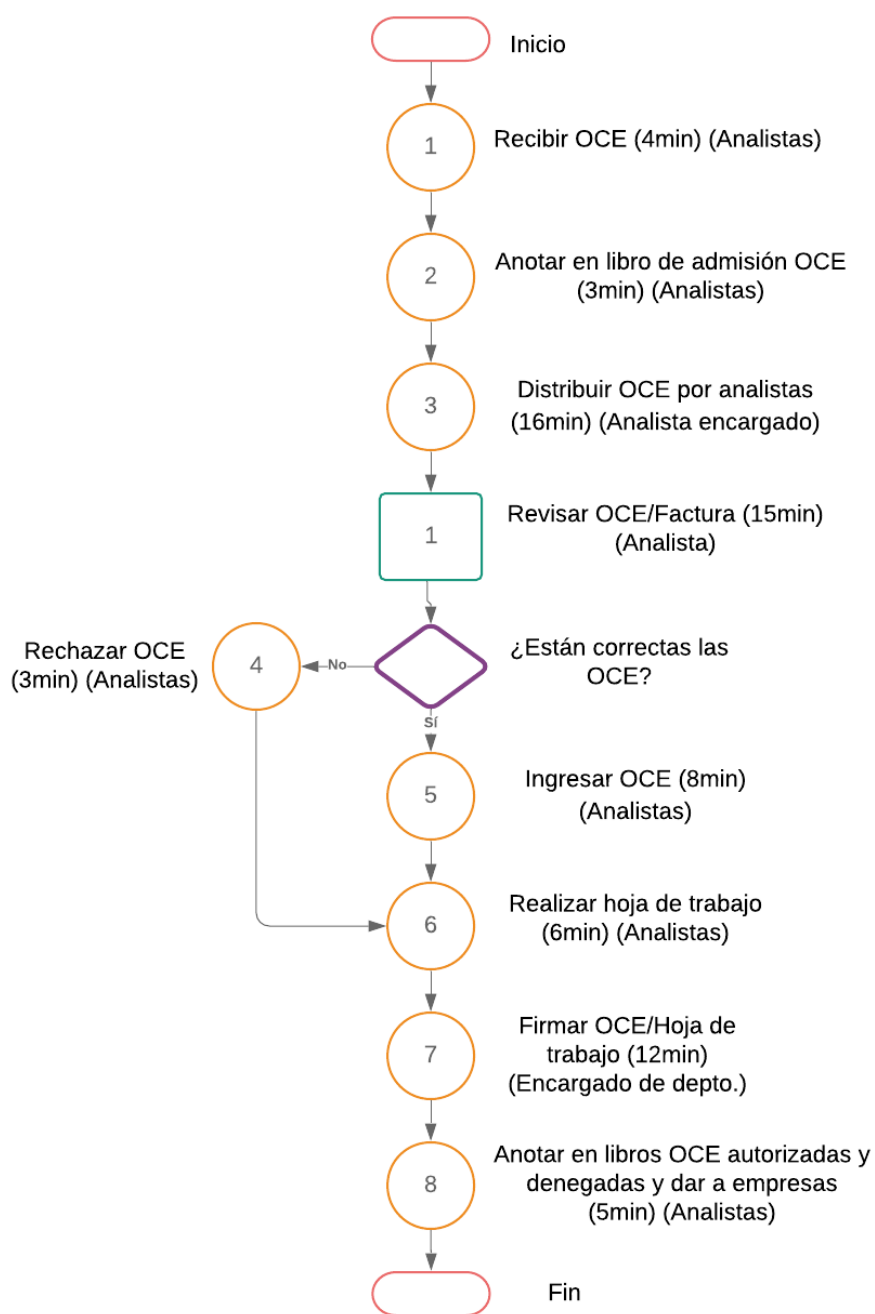 Inicio
1
Recibir OCE (4min) (Analistas)
2
Anotar en libro de admisión OCE
(3min) (Analistas)
3
Distribuir OCE por analistas
(16min) (Analista encargado)
1
Revisar OCE/Factura (15min)
(Analista)
¿Están correctas las
OCE?
No
4
Rechazar OCE
(3min) (Analistas)
Sí
5
Ingresar OCE (8min)
(Analistas)
6
Realizar hoja de trabajo
(6min) (Analistas)
7
Firmar OCE/Hoja de
trabajo (12min)
(Encargado de depto.)
8
Anotar en libros OCE autorizadas y
denegadas y dar a empresas
(5min) (Analistas)
Fin